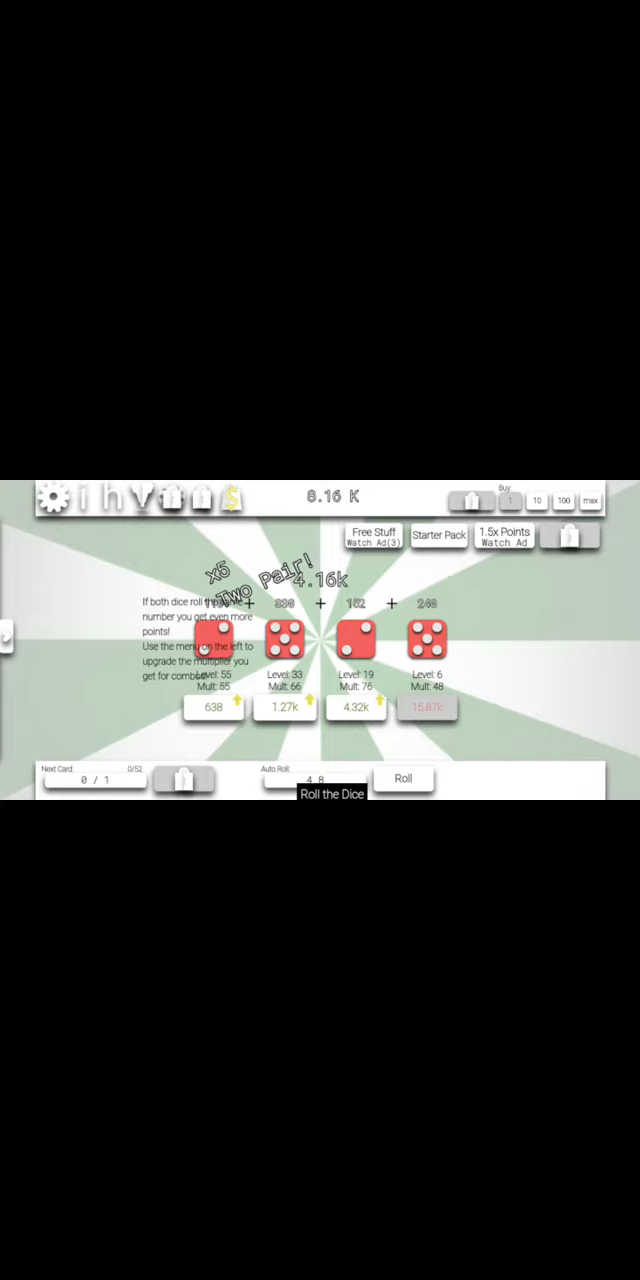 8.16 K
Buy:
1 10 100 max
Free Stuff
Watch Ad(3)
Starter Pack
1.5x Points
Watch Ad
x5
Two Pair!
4.16k
If both dice roll the same
number you get even more
points!
Use the menu on the left to
upgrade the multiplier you
get for combos!
110 + 330 + 152 + 240
Level: 55 Level: 33 Level: 19 Level: 6
Mult: 55 Mult: 66 Mult: 76 Mult: 48
638 1.27k 4.32k 15.87k
Next Card: 0/52
0 / 1
Auto Roll:
4.8
Roll
Roll the Dice